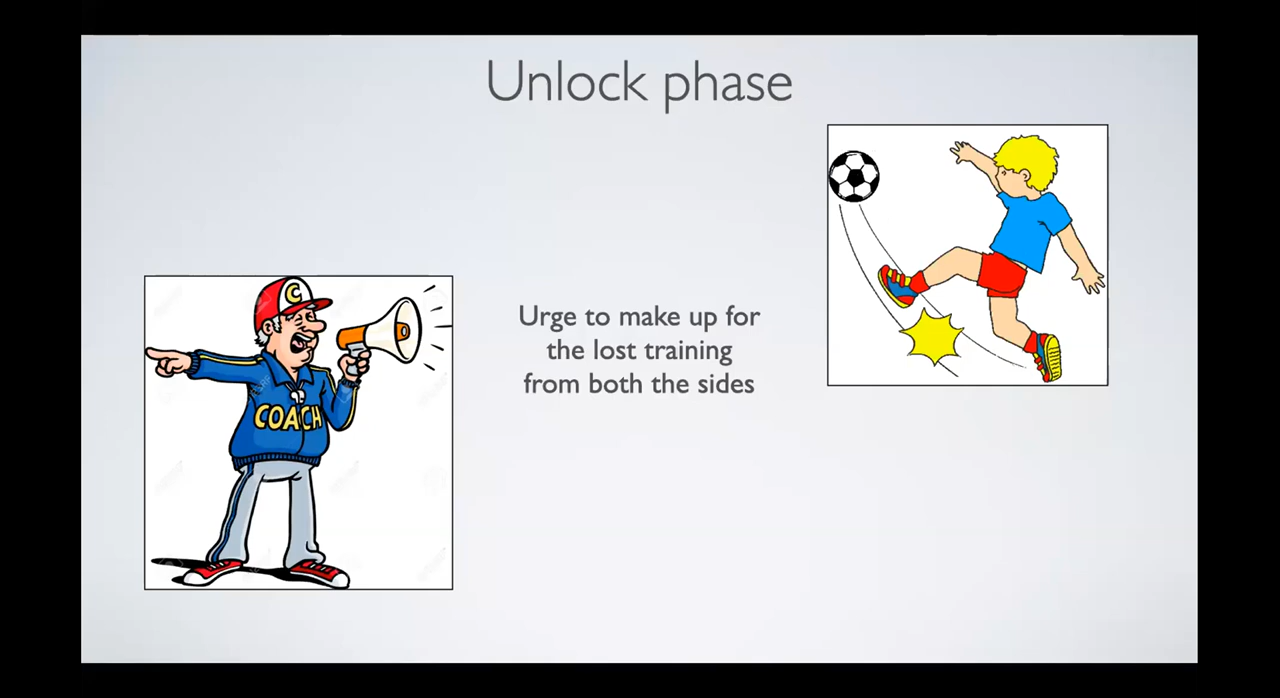 Unlock phase
Urge to make up for
the lost training
from both the sides
C
COACH